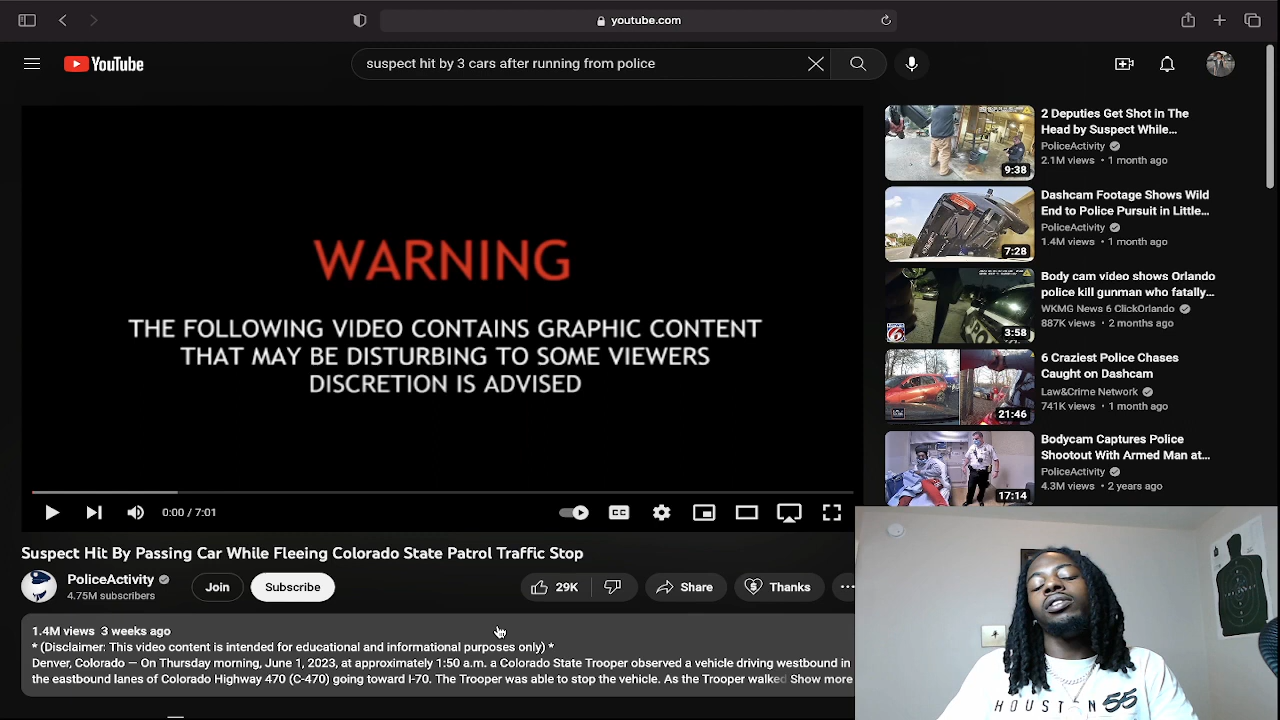 youtube.com
YouTube
suspect hit by 3 cars after running from police
WARNING
THE FOLLOWING VIDEO CONTAINS GRAPHIC CONTENT
THAT MAY BE DISTURBING TO SOME VIEWERS
DISCRETION IS ADVISED
0:00 / 7:01
CC
Suspect Hit By Passing Car While Fleeing Colorado State Patrol Traffic Stop
PoliceActivity
4.75M subscribers
Join
Subscribe
29K
Share
Thanks
1.4M views 3 weeks ago
* (Disclaimer: This video content is intended for educational and informational purposes only) *
Denver, Colorado — On Thursday morning, June 1, 2023, at approximately 1:50 a.m. a Colorado State Trooper observed a vehicle driving westbound in
the eastbound lanes of Colorado Highway 470 (C-470) going toward I-70. The Trooper was able to stop the vehicle. As the Trooper walked Show more
9:38
2 Deputies Get Shot in The
Head by Suspect While...
PoliceActivity
2.1M views • 1 month ago
7:28
Dashcam Footage Shows Wild
End to Police Pursuit in Little...
PoliceActivity
1.4M views • 1 month ago
3:58
Body cam video shows Orlando
police kill gunman who fatally...
WKMG News 6 ClickOrlando
887K views • 2 months ago
21:46
6 Craziest Police Chases
Caught on Dashcam
Law&Crime Network
741K views • 1 month ago
17:14
Bodycam Captures Police
Shootout With Armed Man at...
PoliceActivity
4.3M views • 2 years ago
HOUSTON 55